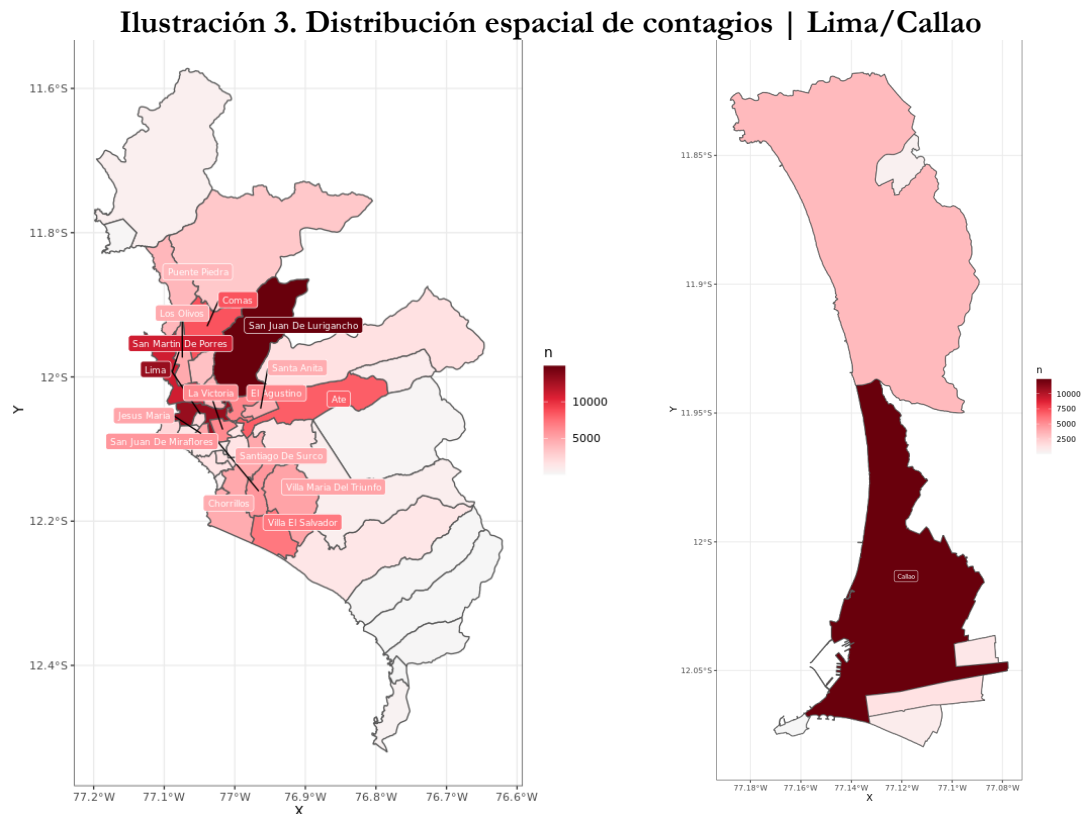 Ilustración 3. Distribución espacial de contagios | Lima/Callao
11.6°S
11.8°S
12°S
12.2°S
12.4°S
Y
77.2°W
77.1°W
77°W
76.9°W
76.8°W
76.7°W
76.6°W
X
Puente Piedra
Comas
Los Olivos
San Juan De Lurigancho
San Martin De Porres
Lima
Santa Anita
La Victoria
El Agustino
Ate
Jesus Maria
San Juan De Miraflores
Santiago De Surco
Villa Maria Del Triunfo
Chorrillos
Villa El Salvador
n
10000
5000
11.85°S
11.9°S
11.95°S
12°S
12.05°S
Y
77.18°W
77.16°W
77.14°W
77.12°W
77.1°W
77.08°W
X
Callao
n
10000
7500
5000
2500